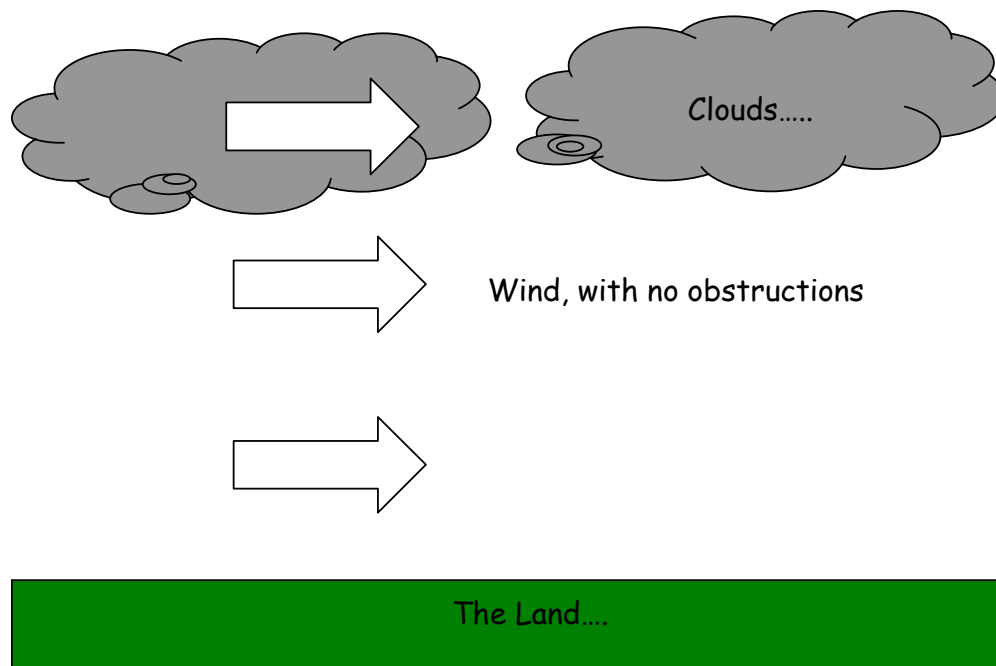 Clouds…..
Wind, with no obstructions
The Land….